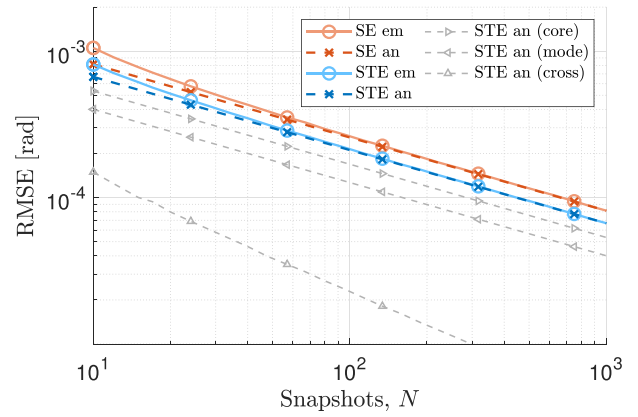 SE em
SE an
STE em
STE an
STE an (core)
STE an (mode)
STE an (cross)
10^-3
10^-4
RMSE [rad]
10^1
10^2
10^3
Snapshots, N